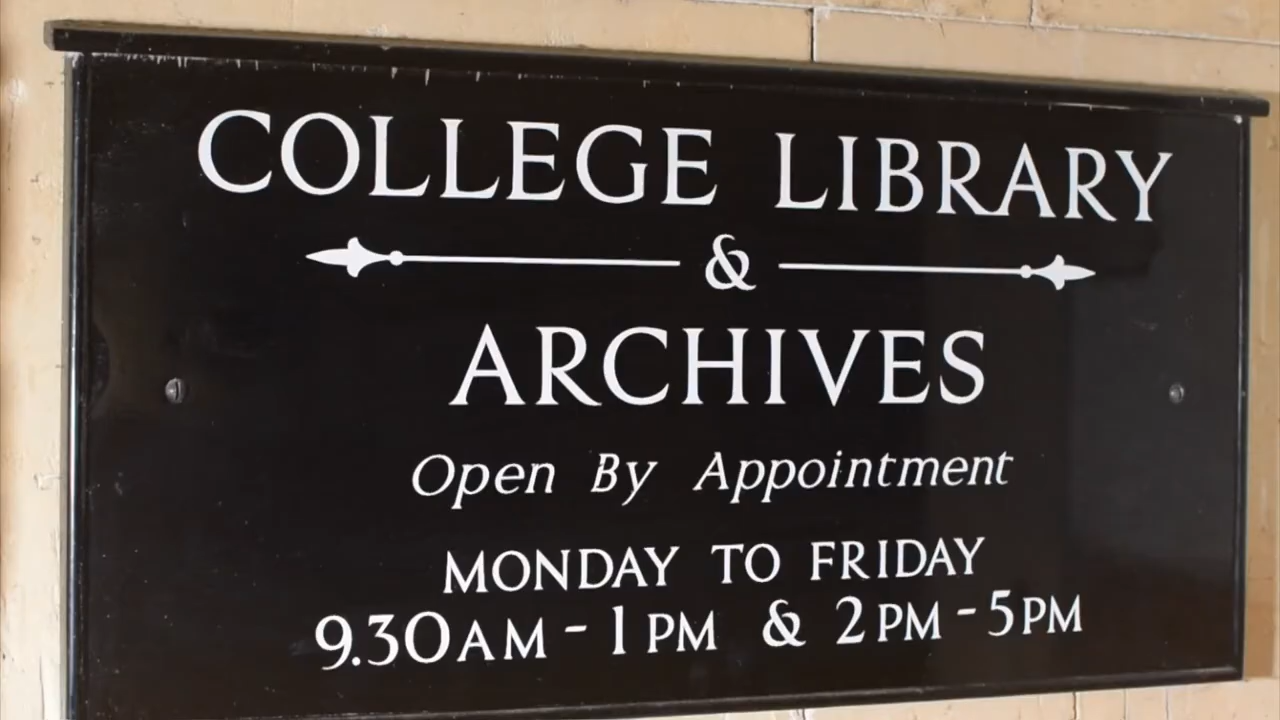 COLLEGE LIBRARY
&
ARCHIVES
Open By Appointment
MONDAY TO FRIDAY
9.30AM - 1PM & 2PM - 5PM